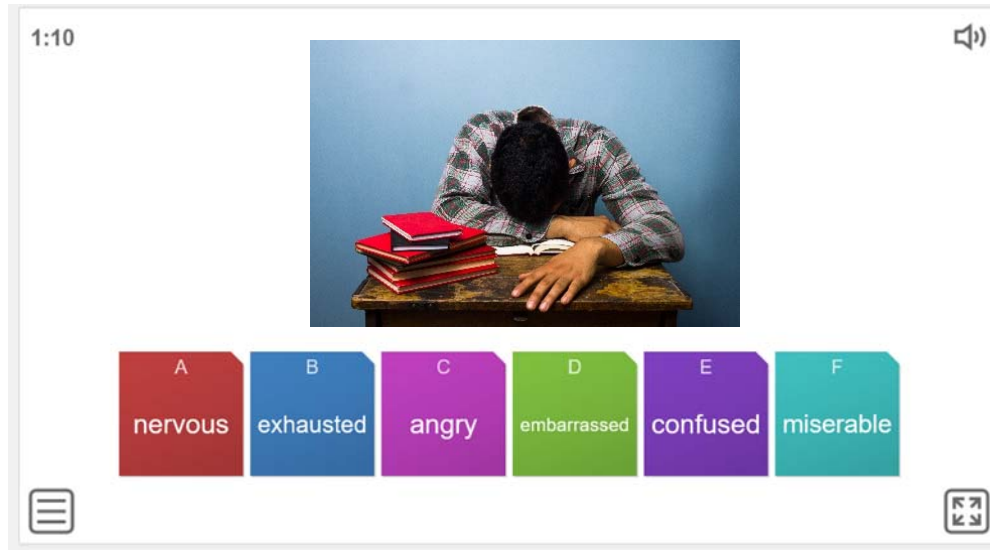 1:10
A
nervous
B
exhausted
C
angry
D
embarrassed
E
confused
F
miserable